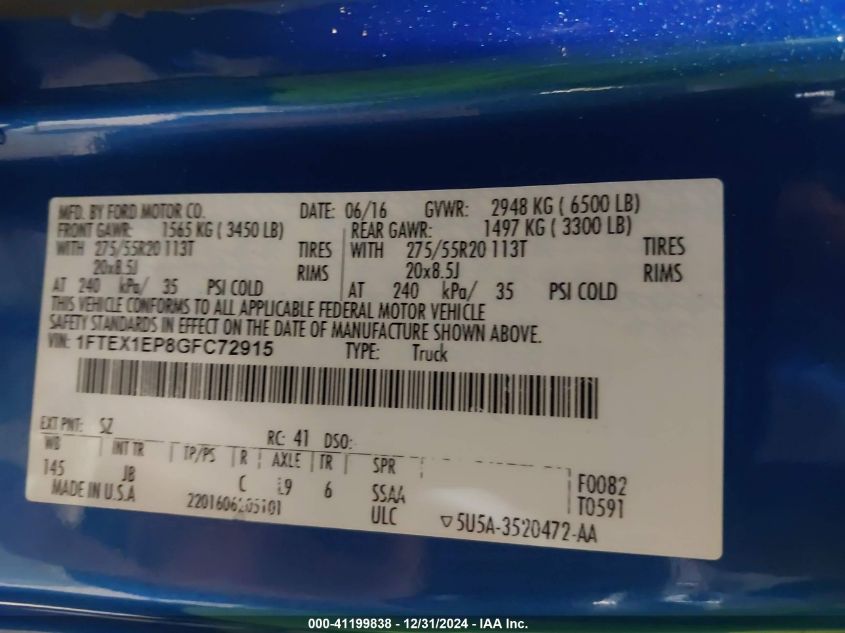 MFD. BY FORD MOTOR CO. DATE: 06/16 GVWR: 2948 KG ( 6500 LB)
FRONT GAWR: 1565 KG ( 3450 LB) REAR GAWR: 1497 KG ( 3300 LB)
WITH 275/55R20 113T TIRES WITH 275/55R20 113T TIRES
20x8.5J RIMS 20x8.5J RIMS
AT 240 kPa/ 35 PSI COLD AT 240 kPa/ 35 PSI COLD
THIS VEHICLE CONFORMS TO ALL APPLICABLE FEDERAL MOTOR VEHICLE
SAFETY STANDARDS IN EFFECT ON THE DATE OF MANUFACTURE SHOWN ABOVE.
VIN: 1FTEX1EP8GFC72915 TYPE: Truck
EXT PNT: SZ RC: 41 DSO:
WB INT TR TP/PS R AXLE TR SPR
145 JB C L9 6 SSAA F0082
MADE IN U.S.A 2201606205101 ULC T0591
5U5A-3520472-AA
000-41199838 - 12/31/2024 - IAA Inc.